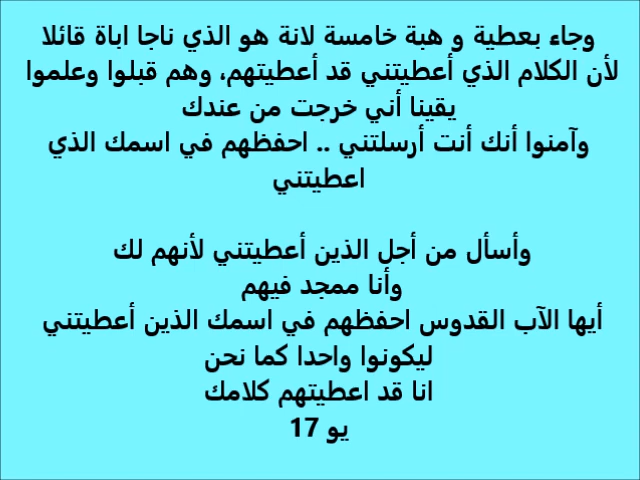 وجاء بعطية و هبة خامسة لانة هو الذي ناجا اباة قائلا
لأن الكلام الذي أعطيتني قد أعطيتهم، وهم قبلوا وعلموا
يقينا أني خرجت من عندك
وآمنوا أنك أنت أرسلتني .. احفظهم في اسمك الذي
اعطيتني
وأسأل من أجل الذين أعطيتني لأنهم لك
وأنا ممجد فيهم
أيها الآب القدوس احفظهم في اسمك الذين أعطيتني
ليكونوا واحدا كما نحن
انا قد اعطيتهم كلامك
يو 17